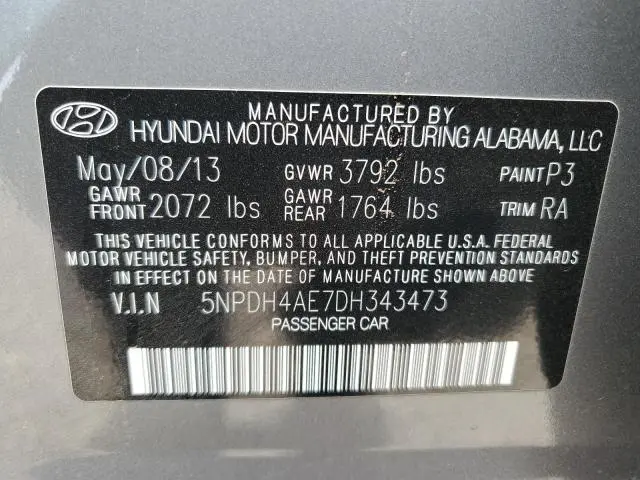 MANUFACTURED BY
HYUNDAI MOTOR MANUFACTURING ALABAMA, LLC
May/08/13 GVWR 3792 lbs PAINT P3
GAWR FRONT 2072 lbs GAWR REAR 1764 lbs TRIM RA
THIS VEHICLE CONFORMS TO ALL APPLICABLE U.S.A. FEDERAL
MOTOR VEHICLE SAFETY, BUMPER, AND THEFT PREVENTION STANDARDS
IN EFFECT ON THE DATE OF MANUFACTURE SHOWN ABOVE.
V.I.N 5NPDH4AE7DH343473
PASSENGER CAR